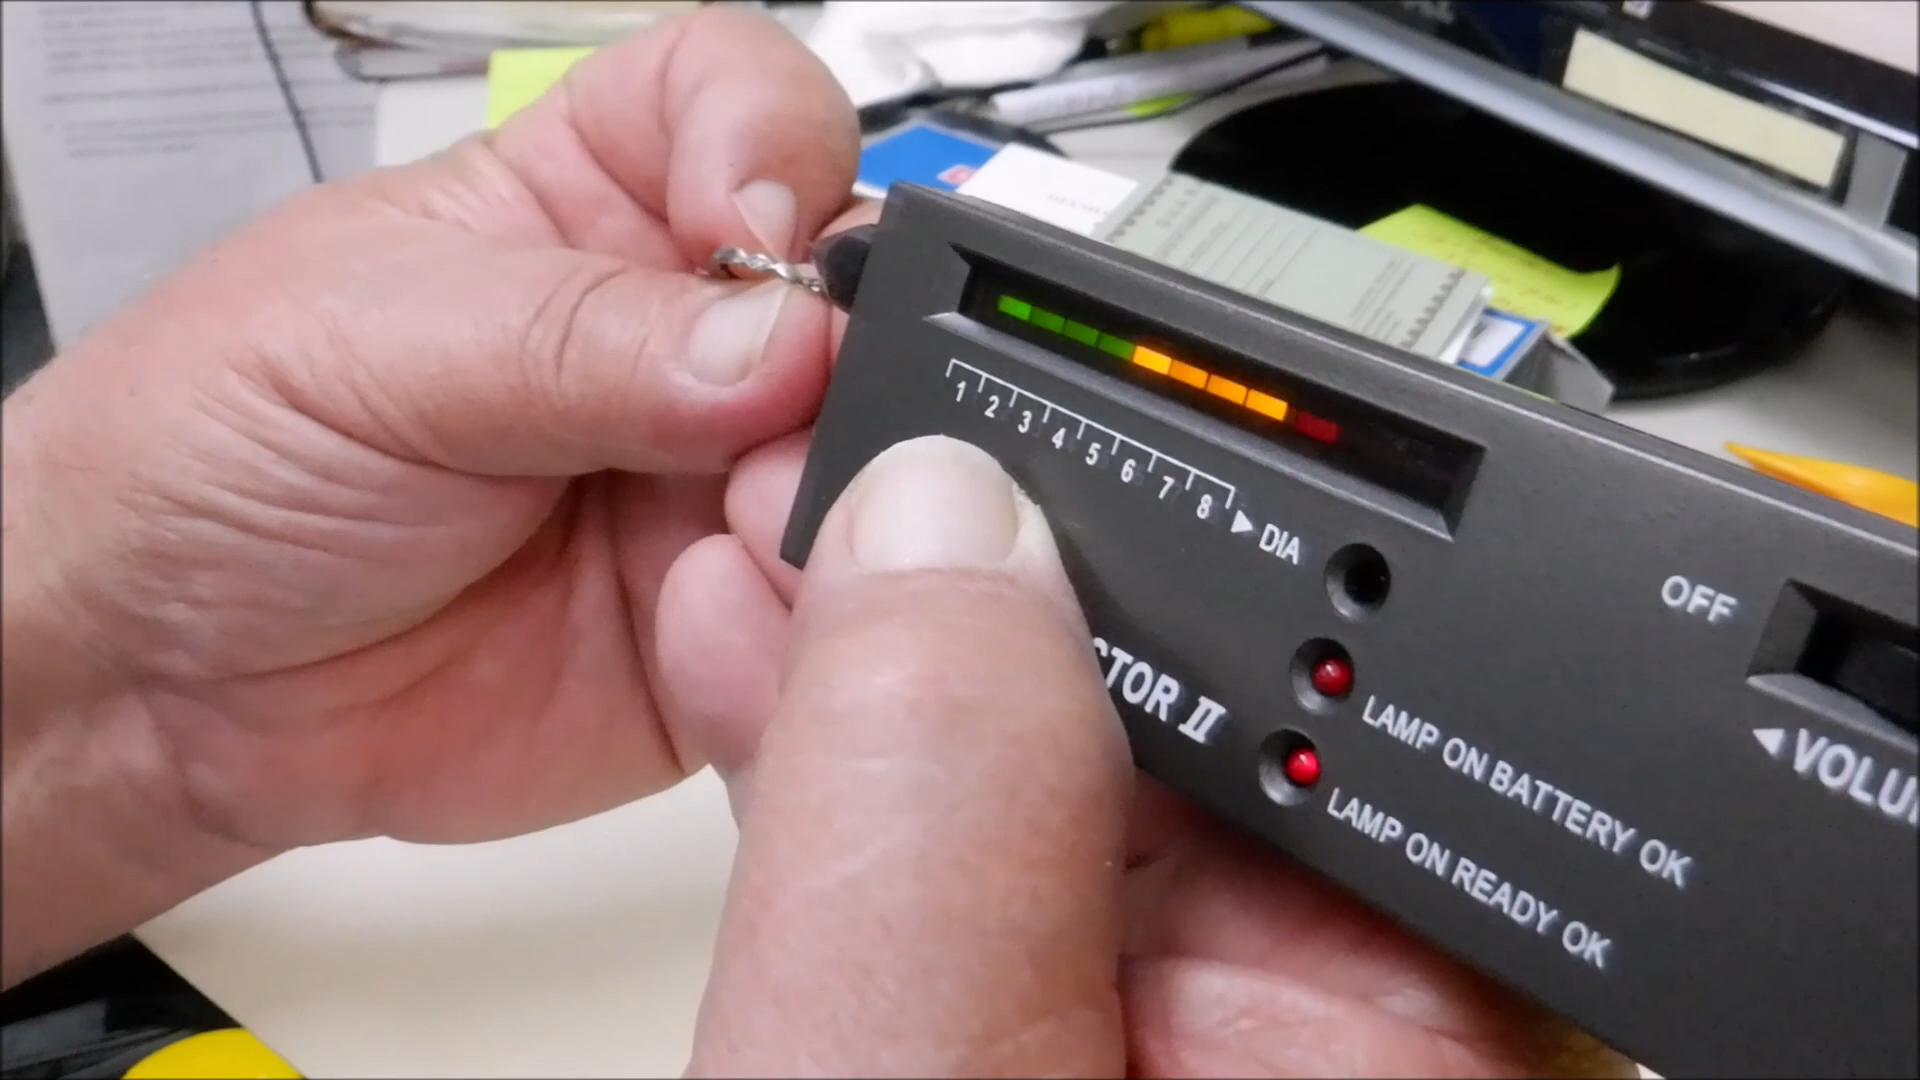 1 2 3 4 5 6 7 8 ▶ DIA
OFF
CTOR II
LAMP ON BATTERY OK
◀ VOLU
LAMP ON READY OK